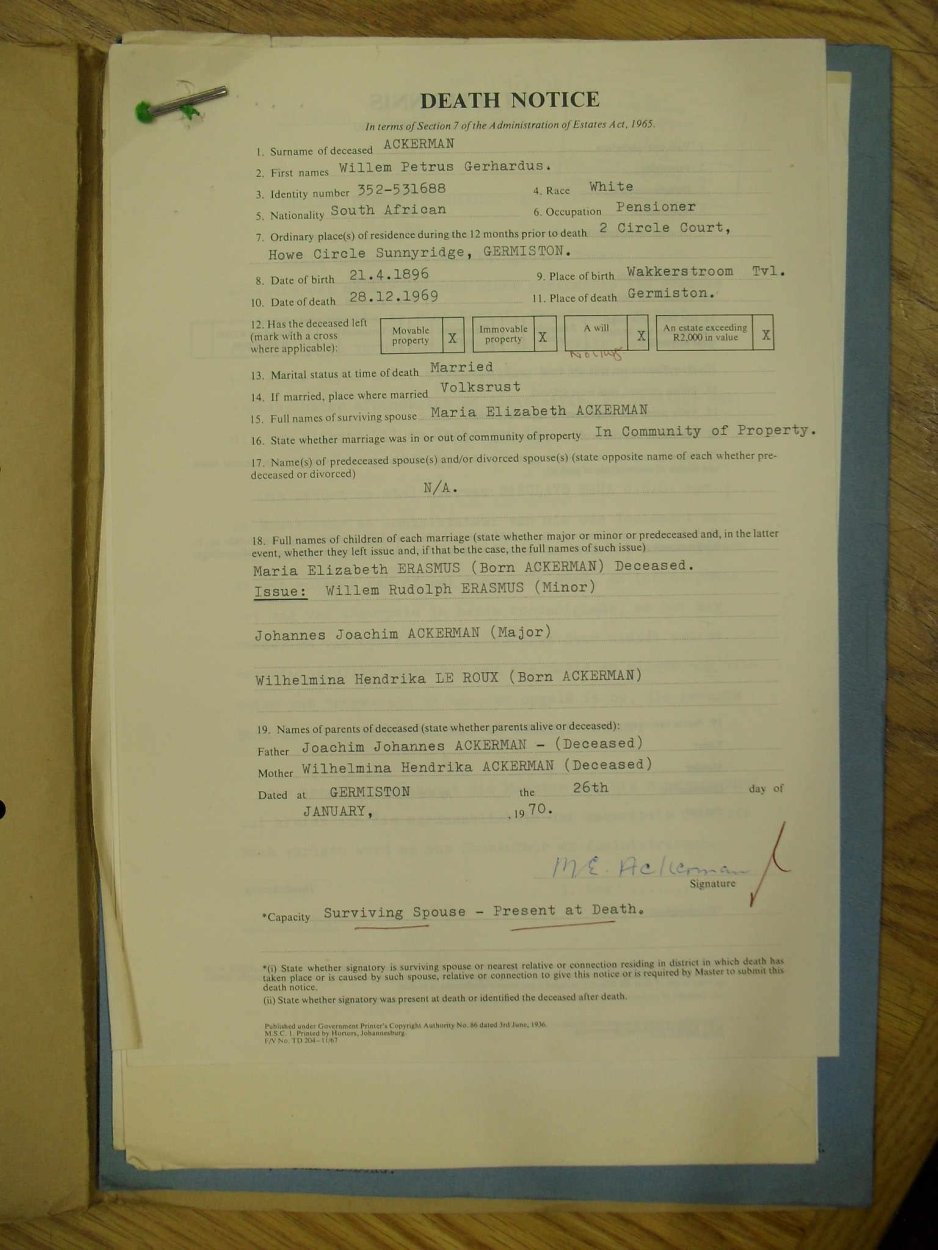 DEATH NOTICE
In terms of Section 7 of the Administration of Estates Act, 1965.
1. Surname of deceased ACKERMAN
2. First names Willem Petrus Gerhardus.
3. Identity number 352-531688 4. Race White
5. Nationality South African 6. Occupation Pensioner
7. Ordinary place(s) of residence during the 12 months prior to death 2 Circle Court,
Howe Circle Sunnyridge, GERMISTON.
8. Date of birth 21.4.1896 9. Place of birth Wakkerstroom Tvl.
10. Date of death 28.12.1969 11. Place of death Germiston.
12. Has the deceased left
(mark with a cross
where applicable):
Movable
property X
Immovable
property X
A will X
An estate exceeding
R2,000 in value X
13. Marital status at time of death Married
14. If married, place where married Volksrust
15. Full names of surviving spouse Maria Elizabeth ACKERMAN
16. State whether marriage was in or out of community of property In Community of Property.
17. Name(s) of predeceased spouse(s) and/or divorced spouse(s) (state opposite name of each whether pre-
deceased or divorced)
N/A.
18. Full names of children of each marriage (state whether major or minor or predeceased and, in the latter
event, whether they left issue and, if that be the case, the full names of such issue)
Maria Elizabeth ERASMUS (Born ACKERMAN) Deceased.
Issue: Willem Rudolph ERASMUS (Minor)
Johannes Joachim ACKERMAN (Major)
Wilhelmina Hendrika LE ROUX (Born ACKERMAN)
19. Names of parents of deceased (state whether parents alive or deceased):
Father Joachim Johannes ACKERMAN - (Deceased)
Mother Wilhelmina Hendrika ACKERMAN (Deceased)
Dated at GERMISTON the 26th day of
JANUARY, , 1970.
M.E. Ackerman
Signature
*Capacity Surviving Spouse - Present at Death.
*(i) State whether signatory is surviving spouse or nearest relative or connection residing in district in which death has
taken place or is caused by such spouse, relative or connection to give this notice or is required by Master to submit this
death notice.
(ii) State whether signatory was present at death or identified the deceased after death.
Published under Government Printer's Copyright Authority No. 86 dated 3rd June, 1936.
M.S.C. 1. Printed by Hortors, Johannesburg.
F/V No. TD 204—11/67